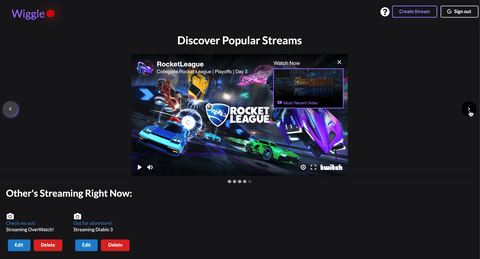 Wiggle
?
Create Stream
G Sign out
Discover Popular Streams
RocketLeague
Collegiate Rocket League | Playoffs | Day 3
Watch Now
Most Recent Video
ROCKET
LEAGUE
twitch
Other's Streaming Right Now:
Check me out!
Streaming OverWatch!
Edit
Delete
Out for adventure!
Streaming Diablo 3
Edit
Delete